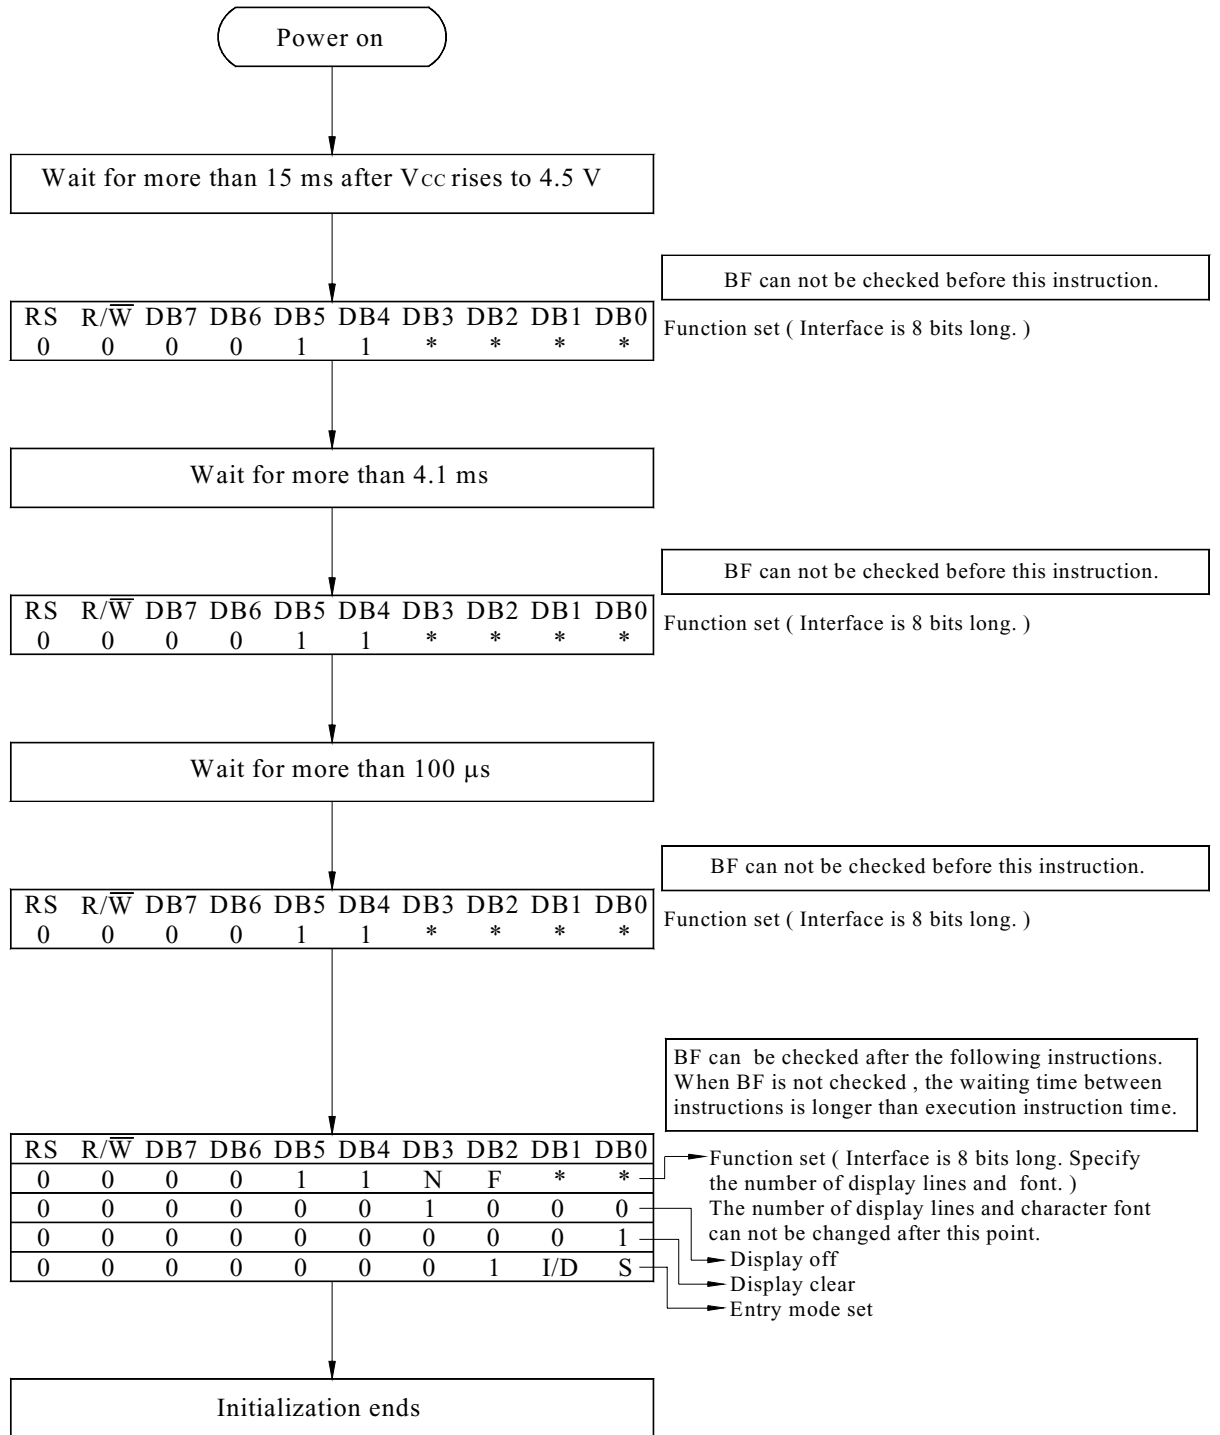 Power on
Wait for more than 15 ms after VCC rises to 4.5 V
BF can not be checked before this instruction.
RS R/W̅ DB7 DB6 DB5 DB4 DB3 DB2 DB1 DB0
0 0 0 0 1 1 * * * *
Function set ( Interface is 8 bits long. )
Wait for more than 4.1 ms
BF can not be checked before this instruction.
RS R/W̅ DB7 DB6 DB5 DB4 DB3 DB2 DB1 DB0
0 0 0 0 1 1 * * * *
Function set ( Interface is 8 bits long. )
Wait for more than 100 µs
BF can not be checked before this instruction.
RS R/W̅ DB7 DB6 DB5 DB4 DB3 DB2 DB1 DB0
0 0 0 0 1 1 * * * *
Function set ( Interface is 8 bits long. )
BF can be checked after the following instructions.
When BF is not checked , the waiting time between
instructions is longer than execution instruction time.
RS R/W̅ DB7 DB6 DB5 DB4 DB3 DB2 DB1 DB0
0 0 0 0 1 1 N F * *
0 0 0 0 0 0 1 0 0 0
0 0 0 0 0 0 0 0 0 1
0 0 0 0 0 0 0 1 I/D S
Function set ( Interface is 8 bits long. Specify
the number of display lines and font. )
The number of display lines and character font
can not be changed after this point.
Display off
Display clear
Entry mode set
Initialization ends